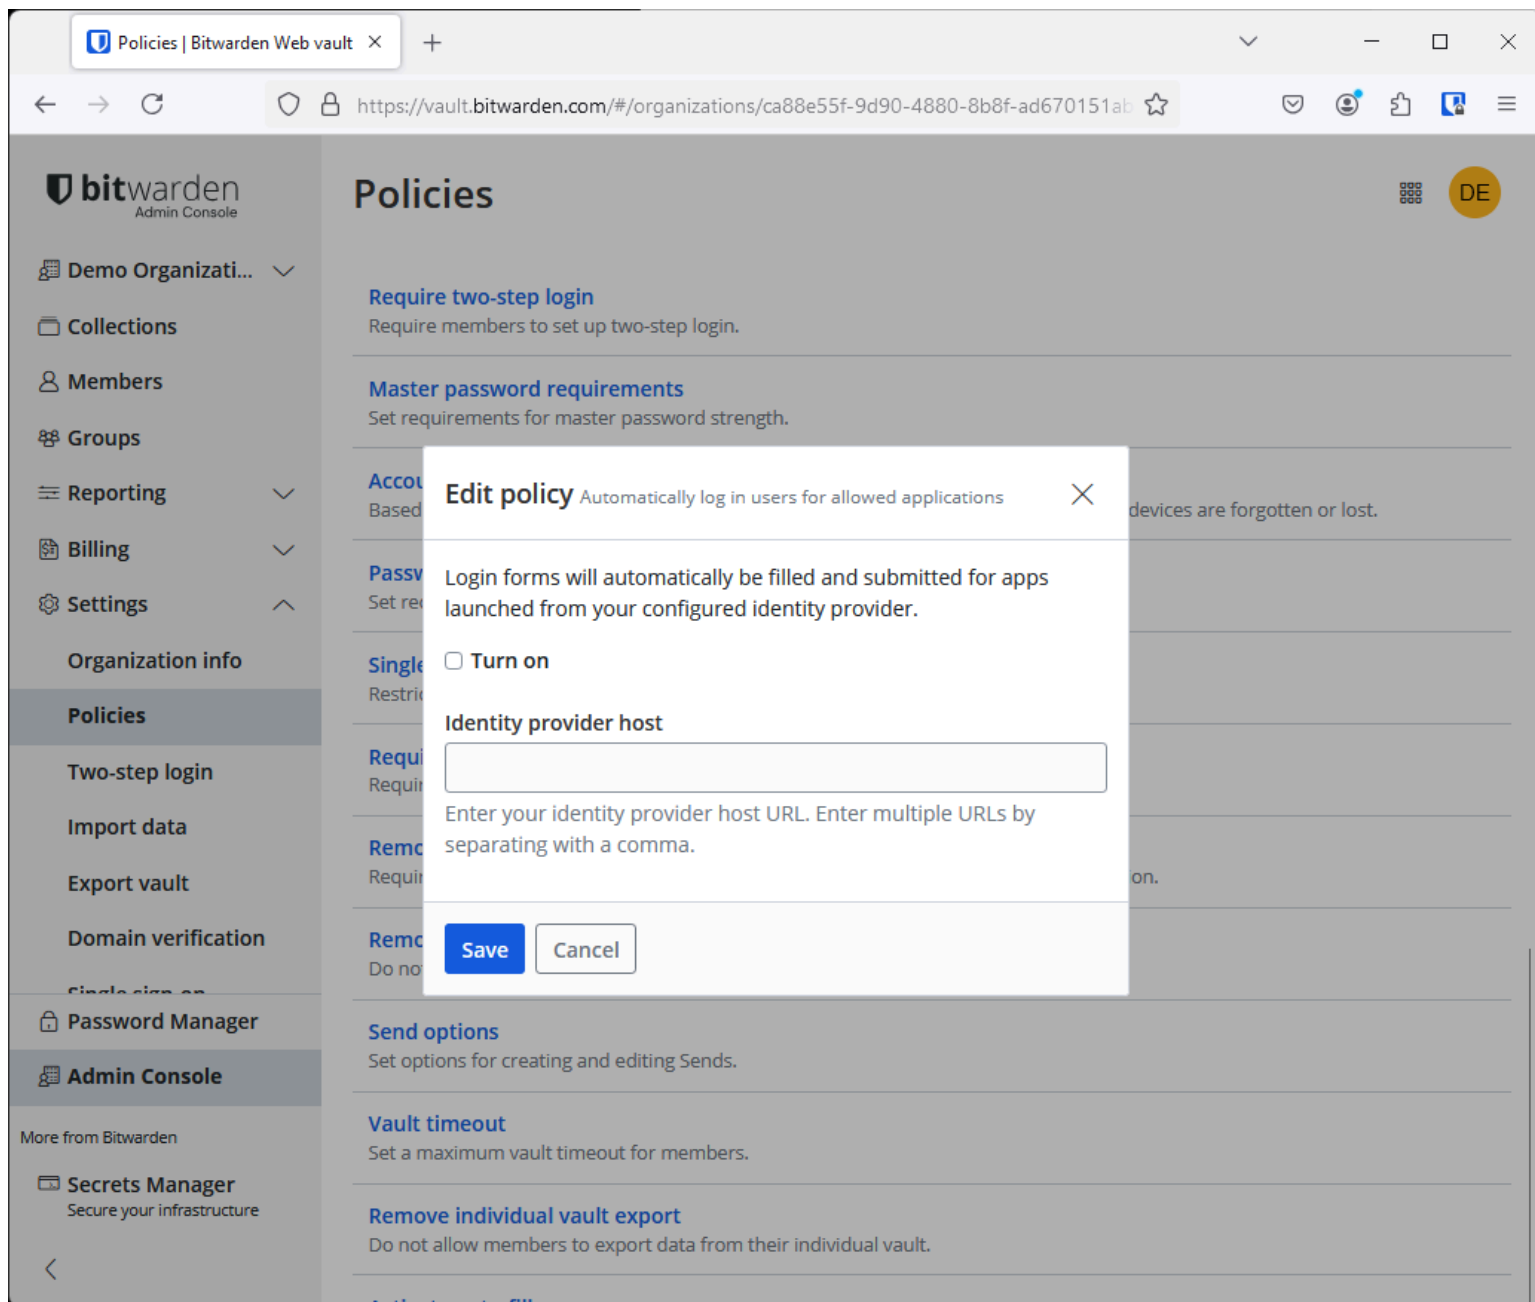 Policies | Bitwarden Web vault
https://vault.bitwarden.com/#/organizations/ca88e55f-9d90-4880-8b8f-ad670151ab
bitwarden
Admin Console
Demo Organizati...
Collections
Members
Groups
Reporting
Billing
Settings
Organization info
Policies
Two-step login
Import data
Export vault
Domain verification
Single sign-on
Password Manager
Admin Console
More from Bitwarden
Secrets Manager
Secure your infrastructure
Policies
DE
Require two-step login
Require members to set up two-step login.
Master password requirements
Set requirements for master password strength.
Accou
Based
devices are forgotten or lost.
Passw
Set re
Single
Restri
Requi
Requi
Remo
Requi
on.
Remo
Do no
Edit policy Automatically log in users for allowed applications
Login forms will automatically be filled and submitted for apps
launched from your configured identity provider.
Turn on
Identity provider host
Enter your identity provider host URL. Enter multiple URLs by
separating with a comma.
Save
Cancel
Send options
Set options for creating and editing Sends.
Vault timeout
Set a maximum vault timeout for members.
Remove individual vault export
Do not allow members to export data from their individual vault.